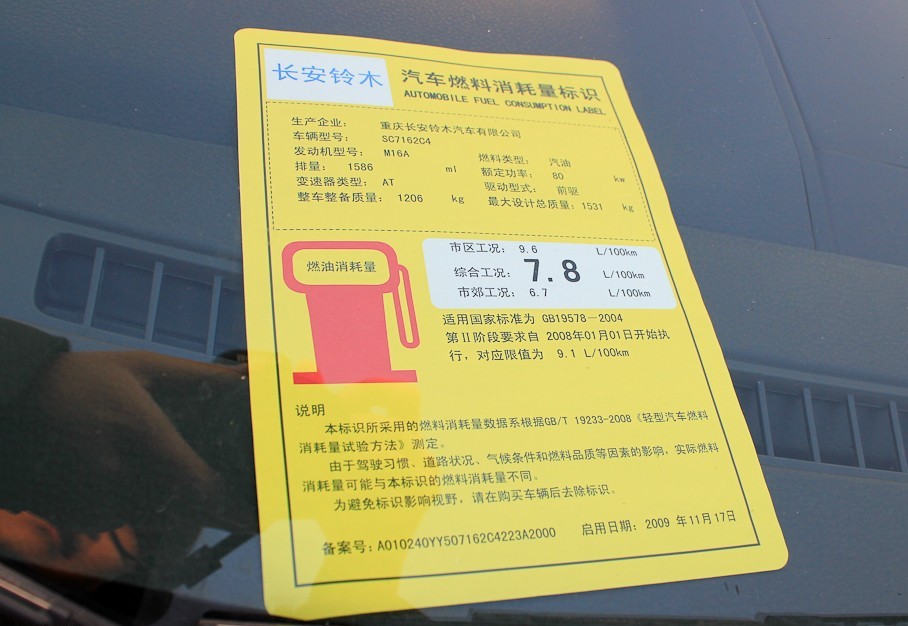 长安铃木
汽车燃料消耗量标识
AUTOMOBILE FUEL CONSUMPTION LABEL
生产企业： 重庆长安铃木汽车有限公司
车辆型号： SC7162C4
发动机型号： M16A 燃料类型： 汽油
排量： 1586 ml 额定功率： 80 kw
变速器类型： AT 驱动型式： 前驱
整车整备质量： 1206 kg 最大设计总质量：1531 kg
燃油消耗量
市区工况： 9.6 L/100km
综合工况： 7.8 L/100km
市郊工况： 6.7 L/100km
适用国家标准为 GB19578-2004
第Ⅱ阶段要求自 2008年01月01日开始执
行，对应限值为 9.1 L/100km
说明
本标识所采用的燃料消耗量数据系根据GB/T 19233-2008《轻型汽车燃料
消耗量试验方法》测定。
由于驾驶习惯、道路状况、气候条件和燃料品质等因素的影响，实际燃料
消耗量可能与本标识的燃料消耗量不同。
为避免标识影响视野，请在购买车辆后去除标识。
备案号：A010240YY507162C4223A2000 启用日期： 2009 年11月17日